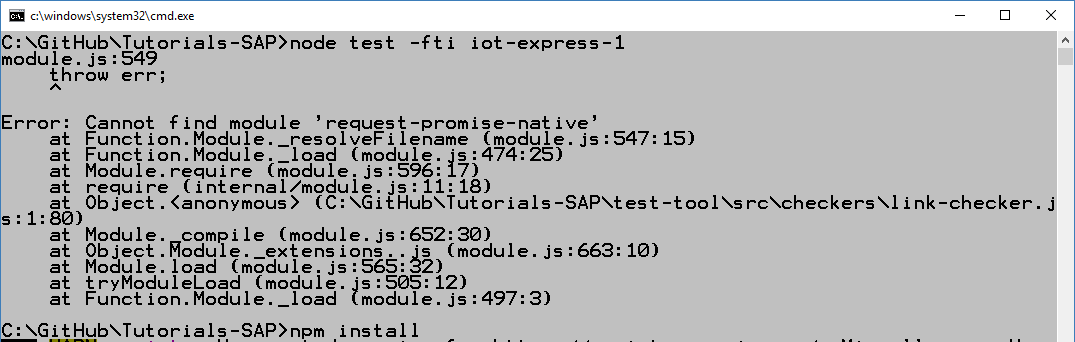 c:\windows\system32\cmd.exe
C:\GitHub\Tutorials-SAP>node test -fti iot-express-1
module.js:549
    throw err;
    ^
Error: Cannot find module 'request-promise-native'
    at Function.Module._resolveFilename (module.js:547:15)
    at Function.Module._load (module.js:474:25)
    at Module.require (module.js:596:17)
    at require (internal/module.js:11:18)
    at Object.<anonymous> (C:\GitHub\Tutorials-SAP\test-tool\src\checkers\link-checker.j
s:1:80)
    at Module._compile (module.js:652:30)
    at Object.Module._extensions..js (module.js:663:10)
    at Module.load (module.js:565:32)
    at tryModuleLoad (module.js:505:12)
    at Function.Module._load (module.js:497:3)
C:\GitHub\Tutorials-SAP>npm install